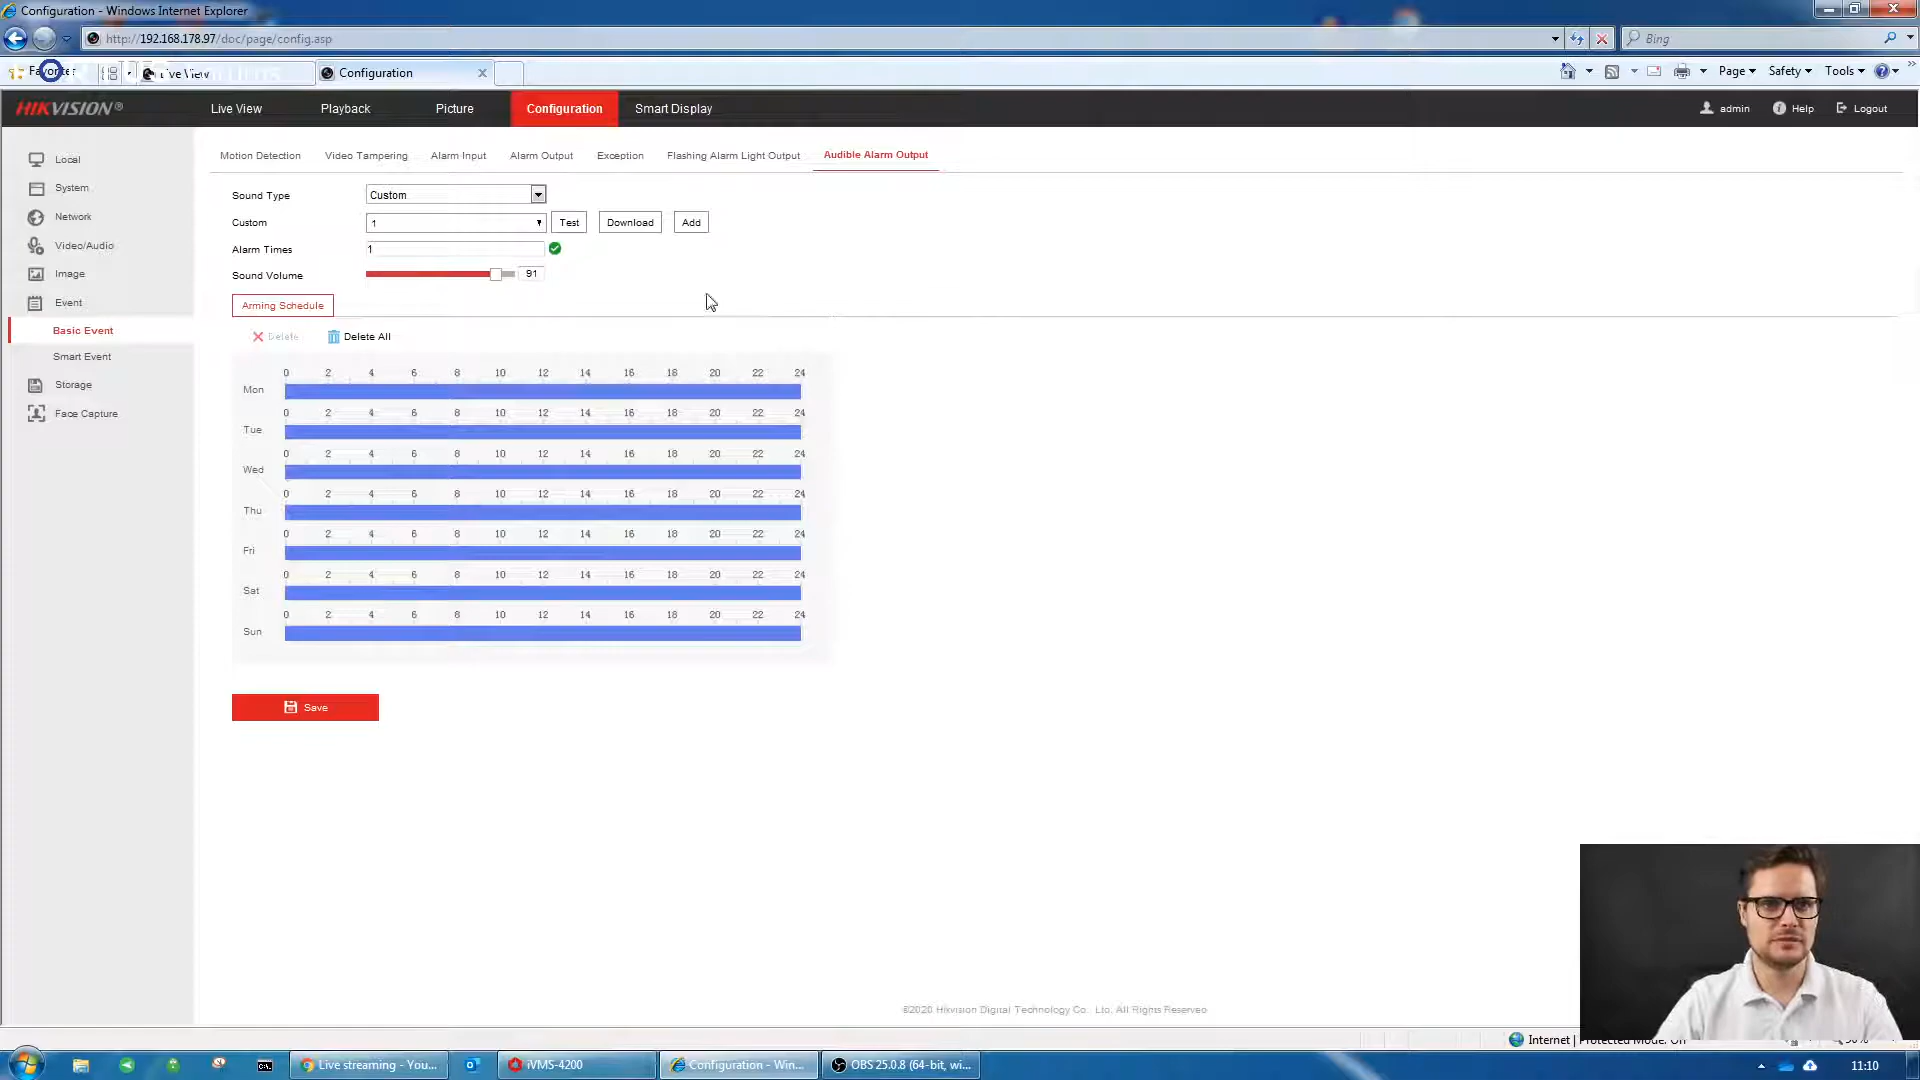 Configuration - Windows Internet Explorer
http://192.168.178.97/doc/page/config.asp
Bing
Live View
Configuration
Page
Safety
Tools
HIKVISION®
Live View
Playback
Picture
Configuration
Smart Display
admin
Help
Logout
Local
System
Network
Video/Audio
Image
Event
Basic Event
Smart Event
Storage
Face Capture
Motion Detection
Video Tampering
Alarm Input
Alarm Output
Exception
Flashing Alarm Light Output
Audible Alarm Output
Sound Type
Custom
Custom
1
Test
Download
Add
Alarm Times
1
Sound Volume
91
Arming Schedule
Delete
Delete All
0 2 4 6 8 10 12 14 16 18 20 22 24
Mon
0 2 4 6 8 10 12 14 16 18 20 22 24
Tue
0 2 4 6 8 10 12 14 16 18 20 22 24
Wed
0 2 4 6 8 10 12 14 16 18 20 22 24
Thu
0 2 4 6 8 10 12 14 16 18 20 22 24
Fri
0 2 4 6 8 10 12 14 16 18 20 22 24
Sat
0 2 4 6 8 10 12 14 16 18 20 22 24
Sun
Save
©2020 Hikvision Digital Technology Co., Ltd. All Rights Reserved
Internet | Protected Mode: Off
Live streaming - You...
iVMS-4200
Configuration - Win...
OBS 25.0.8 (64-bit, wi...
11:10